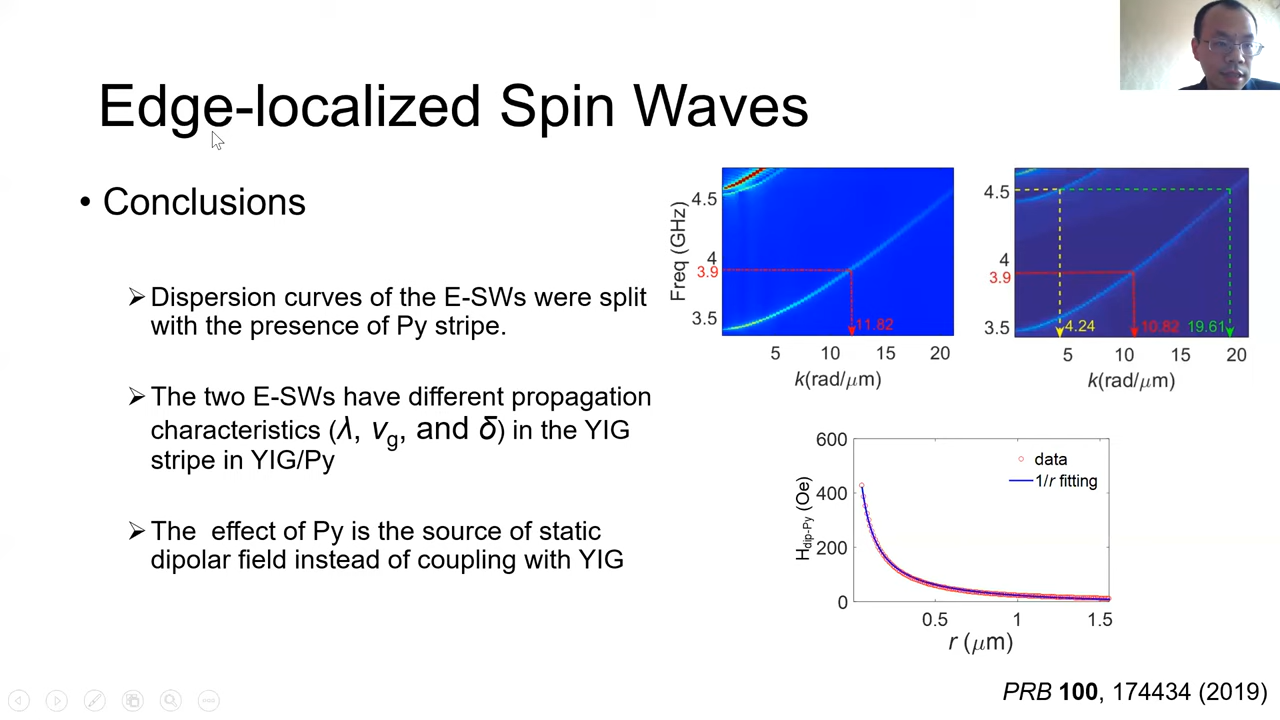 Edge-localized Spin Waves
• Conclusions
➢ Dispersion curves of the E-SWs were split
with the presence of Py stripe.
➢ The two E-SWs have different propagation
characteristics (λ, vg, and δ) in the YIG
stripe in YIG/Py
➢ The effect of Py is the source of static
dipolar field instead of coupling with YIG
Freq (GHz)
4.5
4
3.9
3.5
11.82
5 10 15 20
k(rad/μm)
4.5
4
3.9
3.5
4.24 10.82 19.61
5 10 15 20
k(rad/μm)
Hdip-Py (Oe)
600
400
200
0
data
1/r fitting
0.5 1 1.5
r (μm)
PRB 100, 174434 (2019)